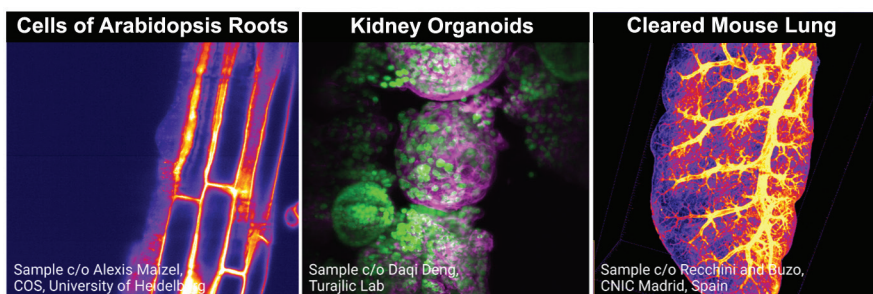 Cells of Arabidopsis Roots
Kidney Organoids
Cleared Mouse Lung
Sample c/o Alexis Maizel,
COS, University of Heidelberg
Sample c/o Daqi Deng,
Turajlic Lab
Sample c/o Recchini and Buzo,
CNIC Madrid, Spain